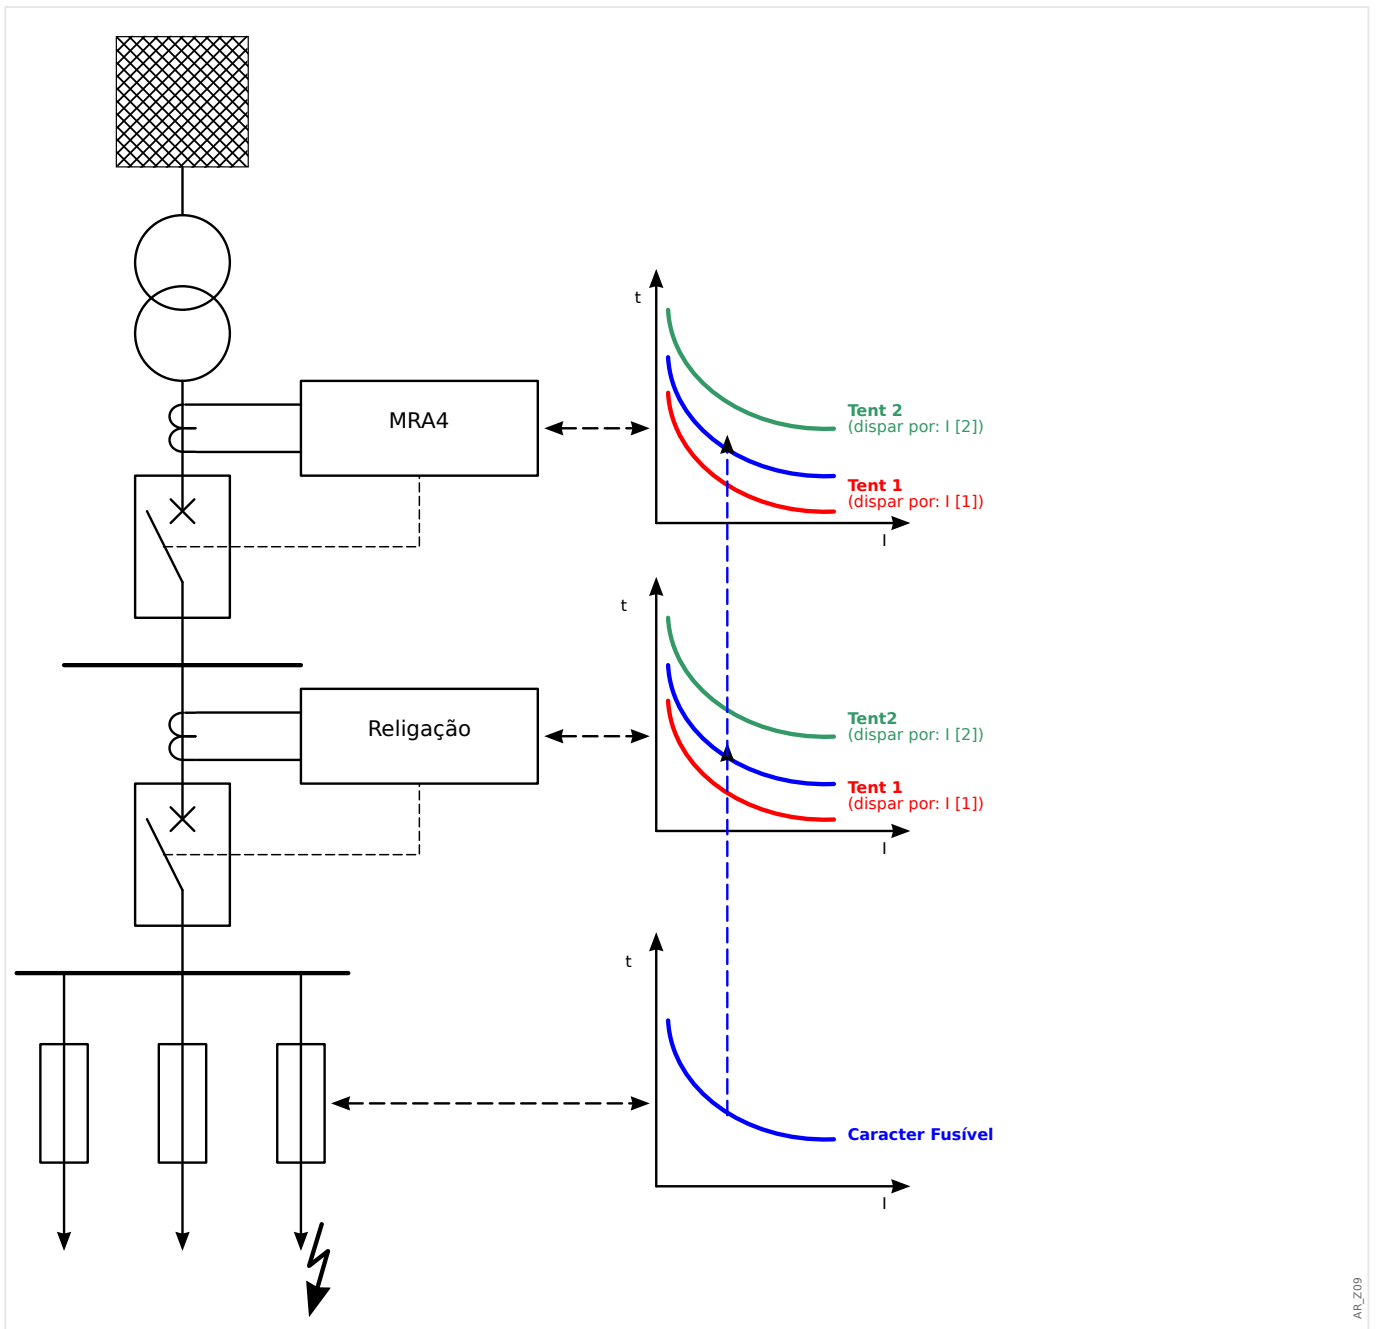 t
MRA4
Tent 2
(dispar por: I [2])
Tent 1
(dispar por: I [1])
I
t
Religação
Tent2
(dispar por: I [2])
Tent 1
(dispar por: I [1])
I
t
Caracter Fusível
I
AR_Z09